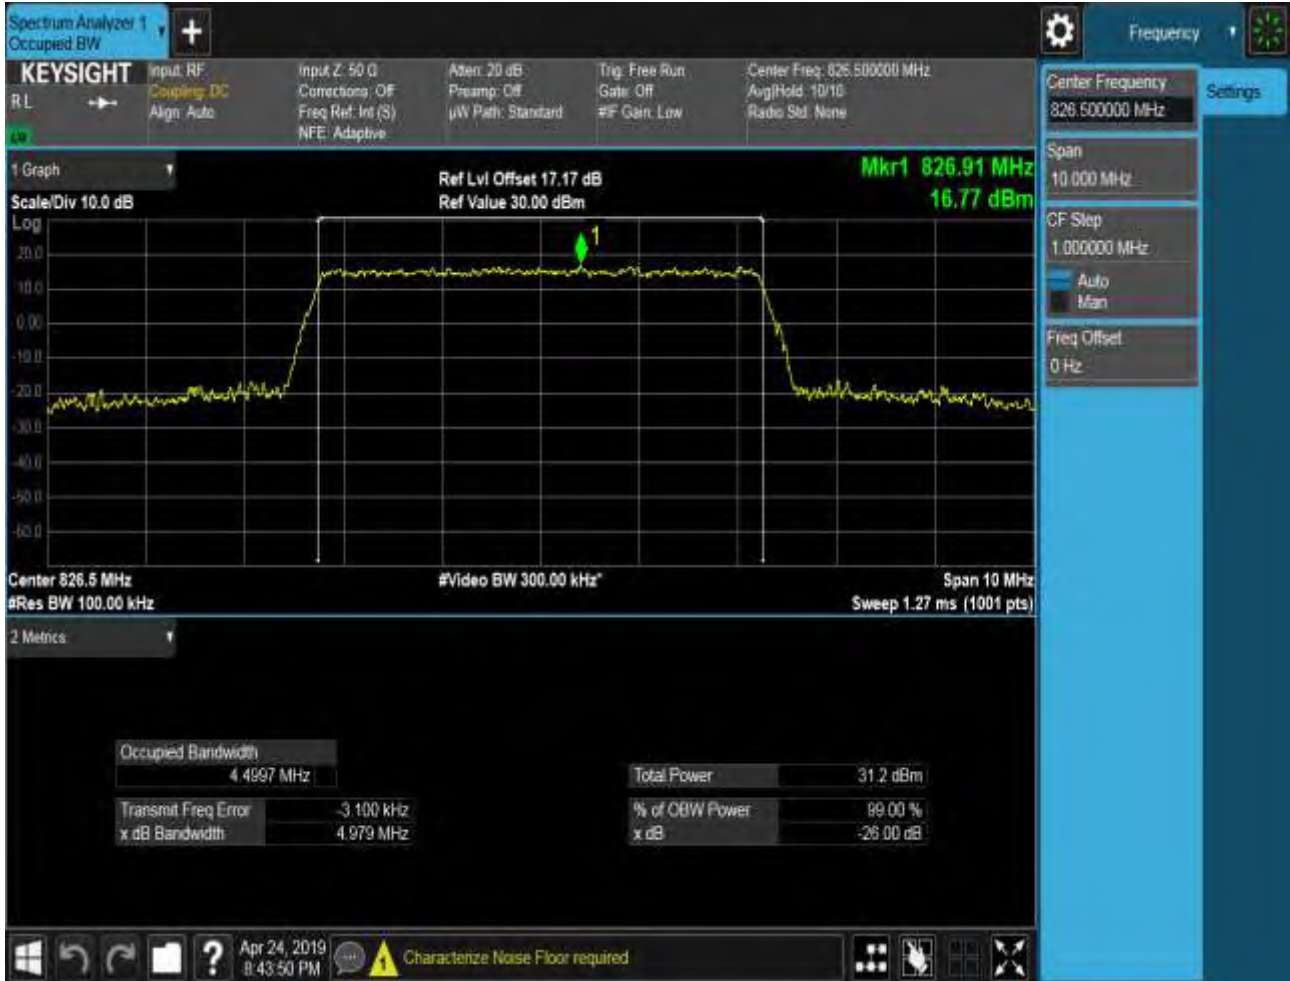 Spectrum Analyzer 1
Occupied BW
Frequency
KEYSIGHT
R L
Input: RF
Coupling: DC
Align: Auto
Input Z: 50 Ω
Corrections: Off
Freq Ref: Int (S)
NFE: Adaptive
Atten: 20 dB
Preamp: Off
µW Path: Standard
Trig: Free Run
Gate: Off
#IF Gain: Low
Center Freq: 826.500000 MHz
Avg|Hold: 10/10
Radio Std: None
Center Frequency
826.500000 MHz
Settings
Span
10.000 MHz
CF Step
1.000000 MHz
Auto
Man
Freq Offset
0 Hz
1 Graph
Scale/Div 10.0 dB
Ref Lvl Offset 17.17 dB
Ref Value 30.00 dBm
Mkr1 826.91 MHz
16.77 dBm
Log
20.0
10.0
0.00
-10.0
-20.0
-30.0
-40.0
-50.0
-60.0
1
Center 826.5 MHz
#Video BW 300.00 kHz*
Span 10 MHz
#Res BW 100.00 kHz
Sweep 1.27 ms (1001 pts)
2 Metrics
Occupied Bandwidth
4.4997 MHz
Transmit Freq Error -3.100 kHz
x dB Bandwidth 4.979 MHz
Total Power 31.2 dBm
% of OBW Power 99.00 %
x dB -26.00 dB
?
Apr 24, 2019
8:43:50 PM
1
Characterize Noise Floor required